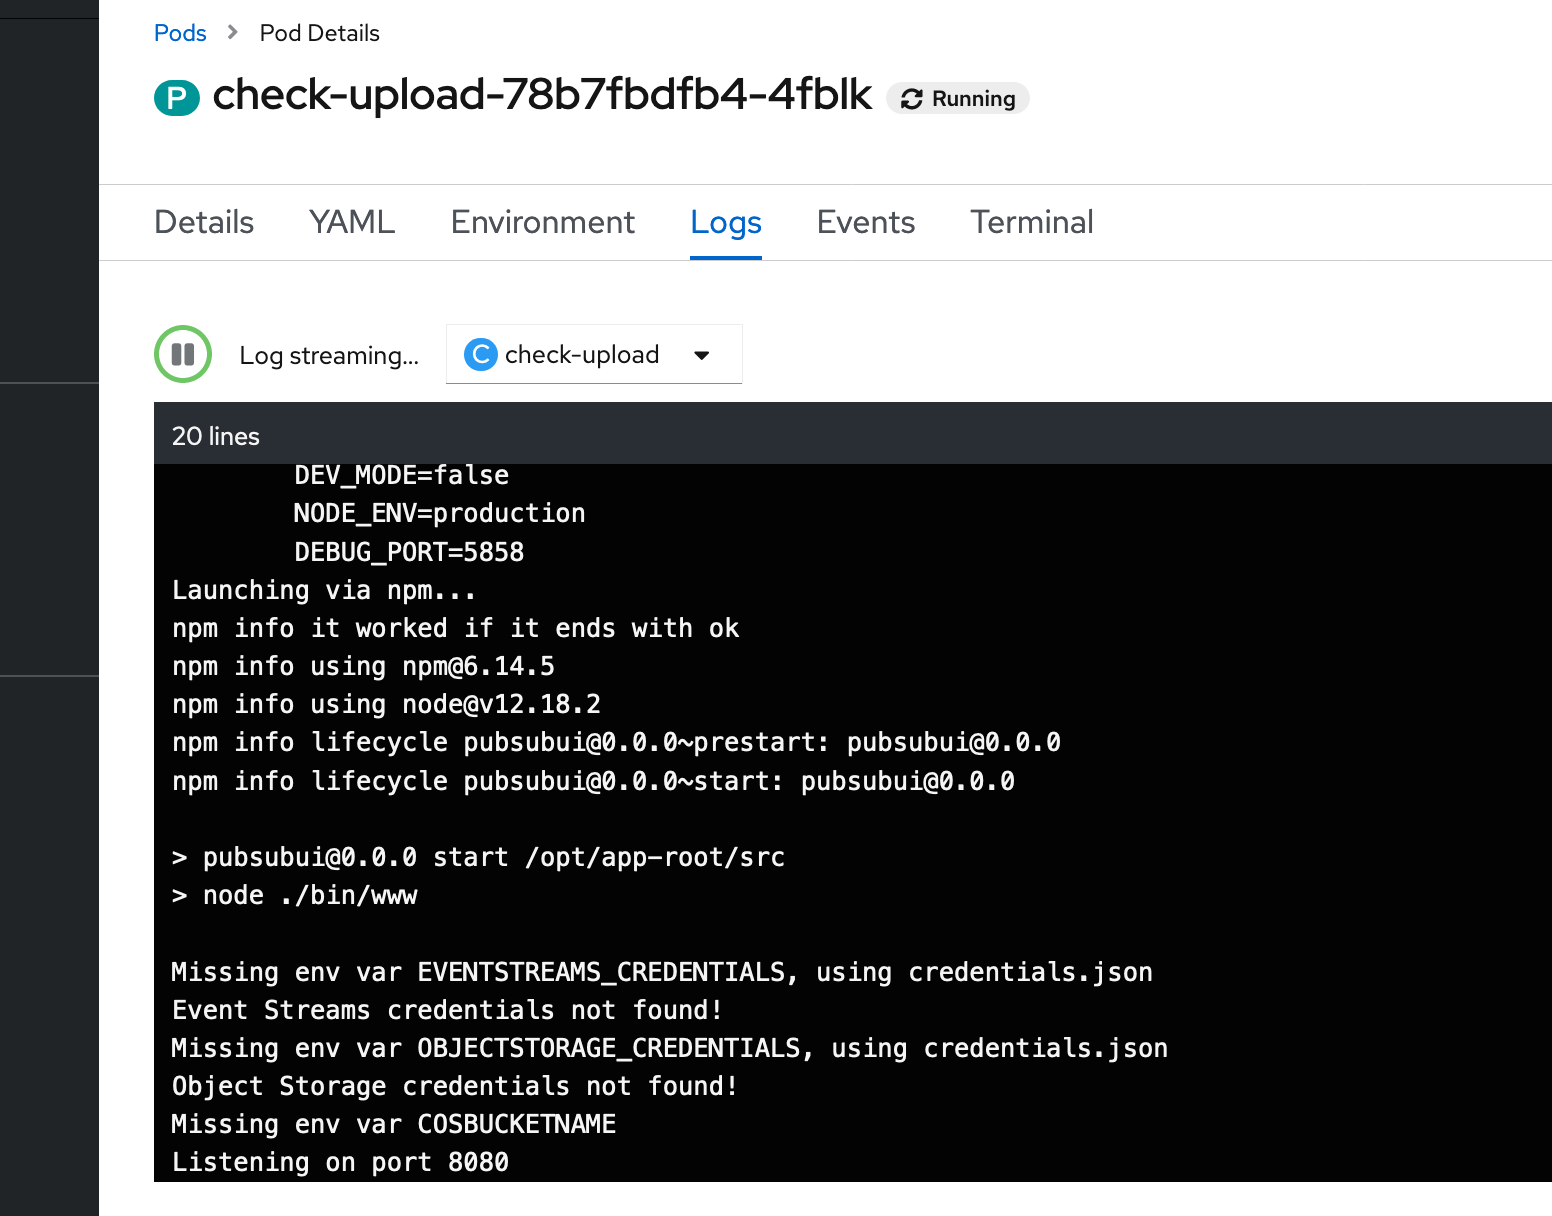 Pods > Pod Details
P check-upload-78b7fbdfb4-4fblk Running
Details YAML Environment Logs Events Terminal
Log streaming... C check-upload
20 lines
DEV_MODE=false
NODE_ENV=production
DEBUG_PORT=5858
Launching via npm...
npm info it worked if it ends with ok
npm info using npm@6.14.5
npm info using node@v12.18.2
npm info lifecycle pubsubui@0.0.0~prestart: pubsubui@0.0.0
npm info lifecycle pubsubui@0.0.0~start: pubsubui@0.0.0
> pubsubui@0.0.0 start /opt/app-root/src
> node ./bin/www
Missing env var EVENTSTREAMS_CREDENTIALS, using credentials.json
Event Streams credentials not found!
Missing env var OBJECTSTORAGE_CREDENTIALS, using credentials.json
Object Storage credentials not found!
Missing env var COSBUCKETNAME
Listening on port 8080